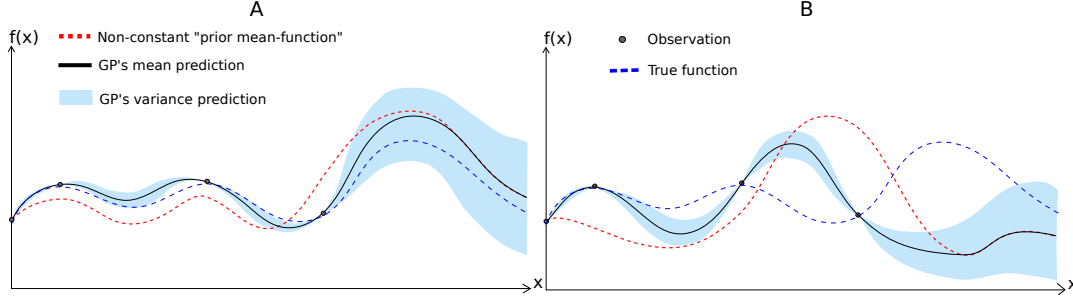 A
f(x)
Non-constant "prior mean-function"
GP's mean prediction
GP's variance prediction
x
B
f(x)
Observation
True function
x